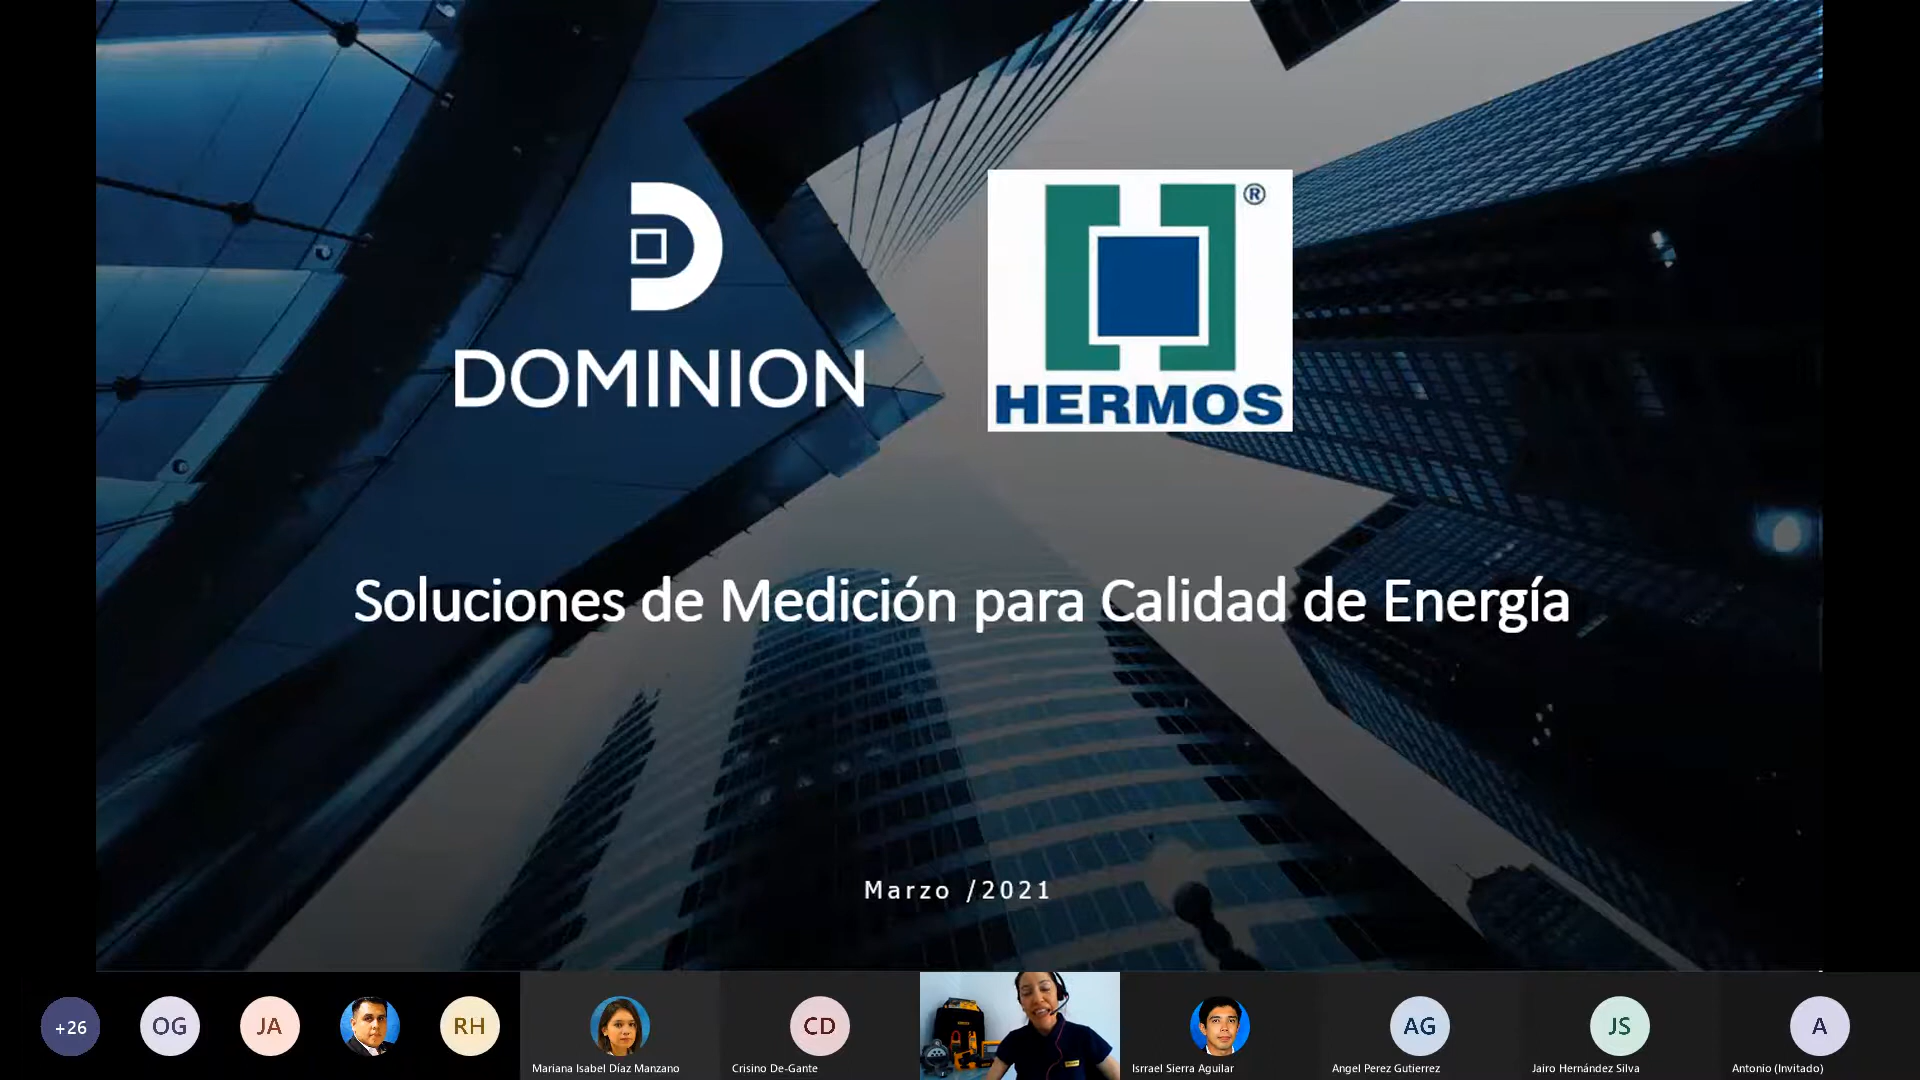 DOMINION
®
HERMOS
Soluciones de Medición para Calidad de Energía
Marzo /2021
+26
OG
JA
RH
Mariana Isabel Díaz Manzano
CD
Crisino De-Gante
Isrrael Sierra Aguilar
AG
Angel Perez Gutierrez
JS
Jairo Hernández Silva
A
Antonio (Invitado)